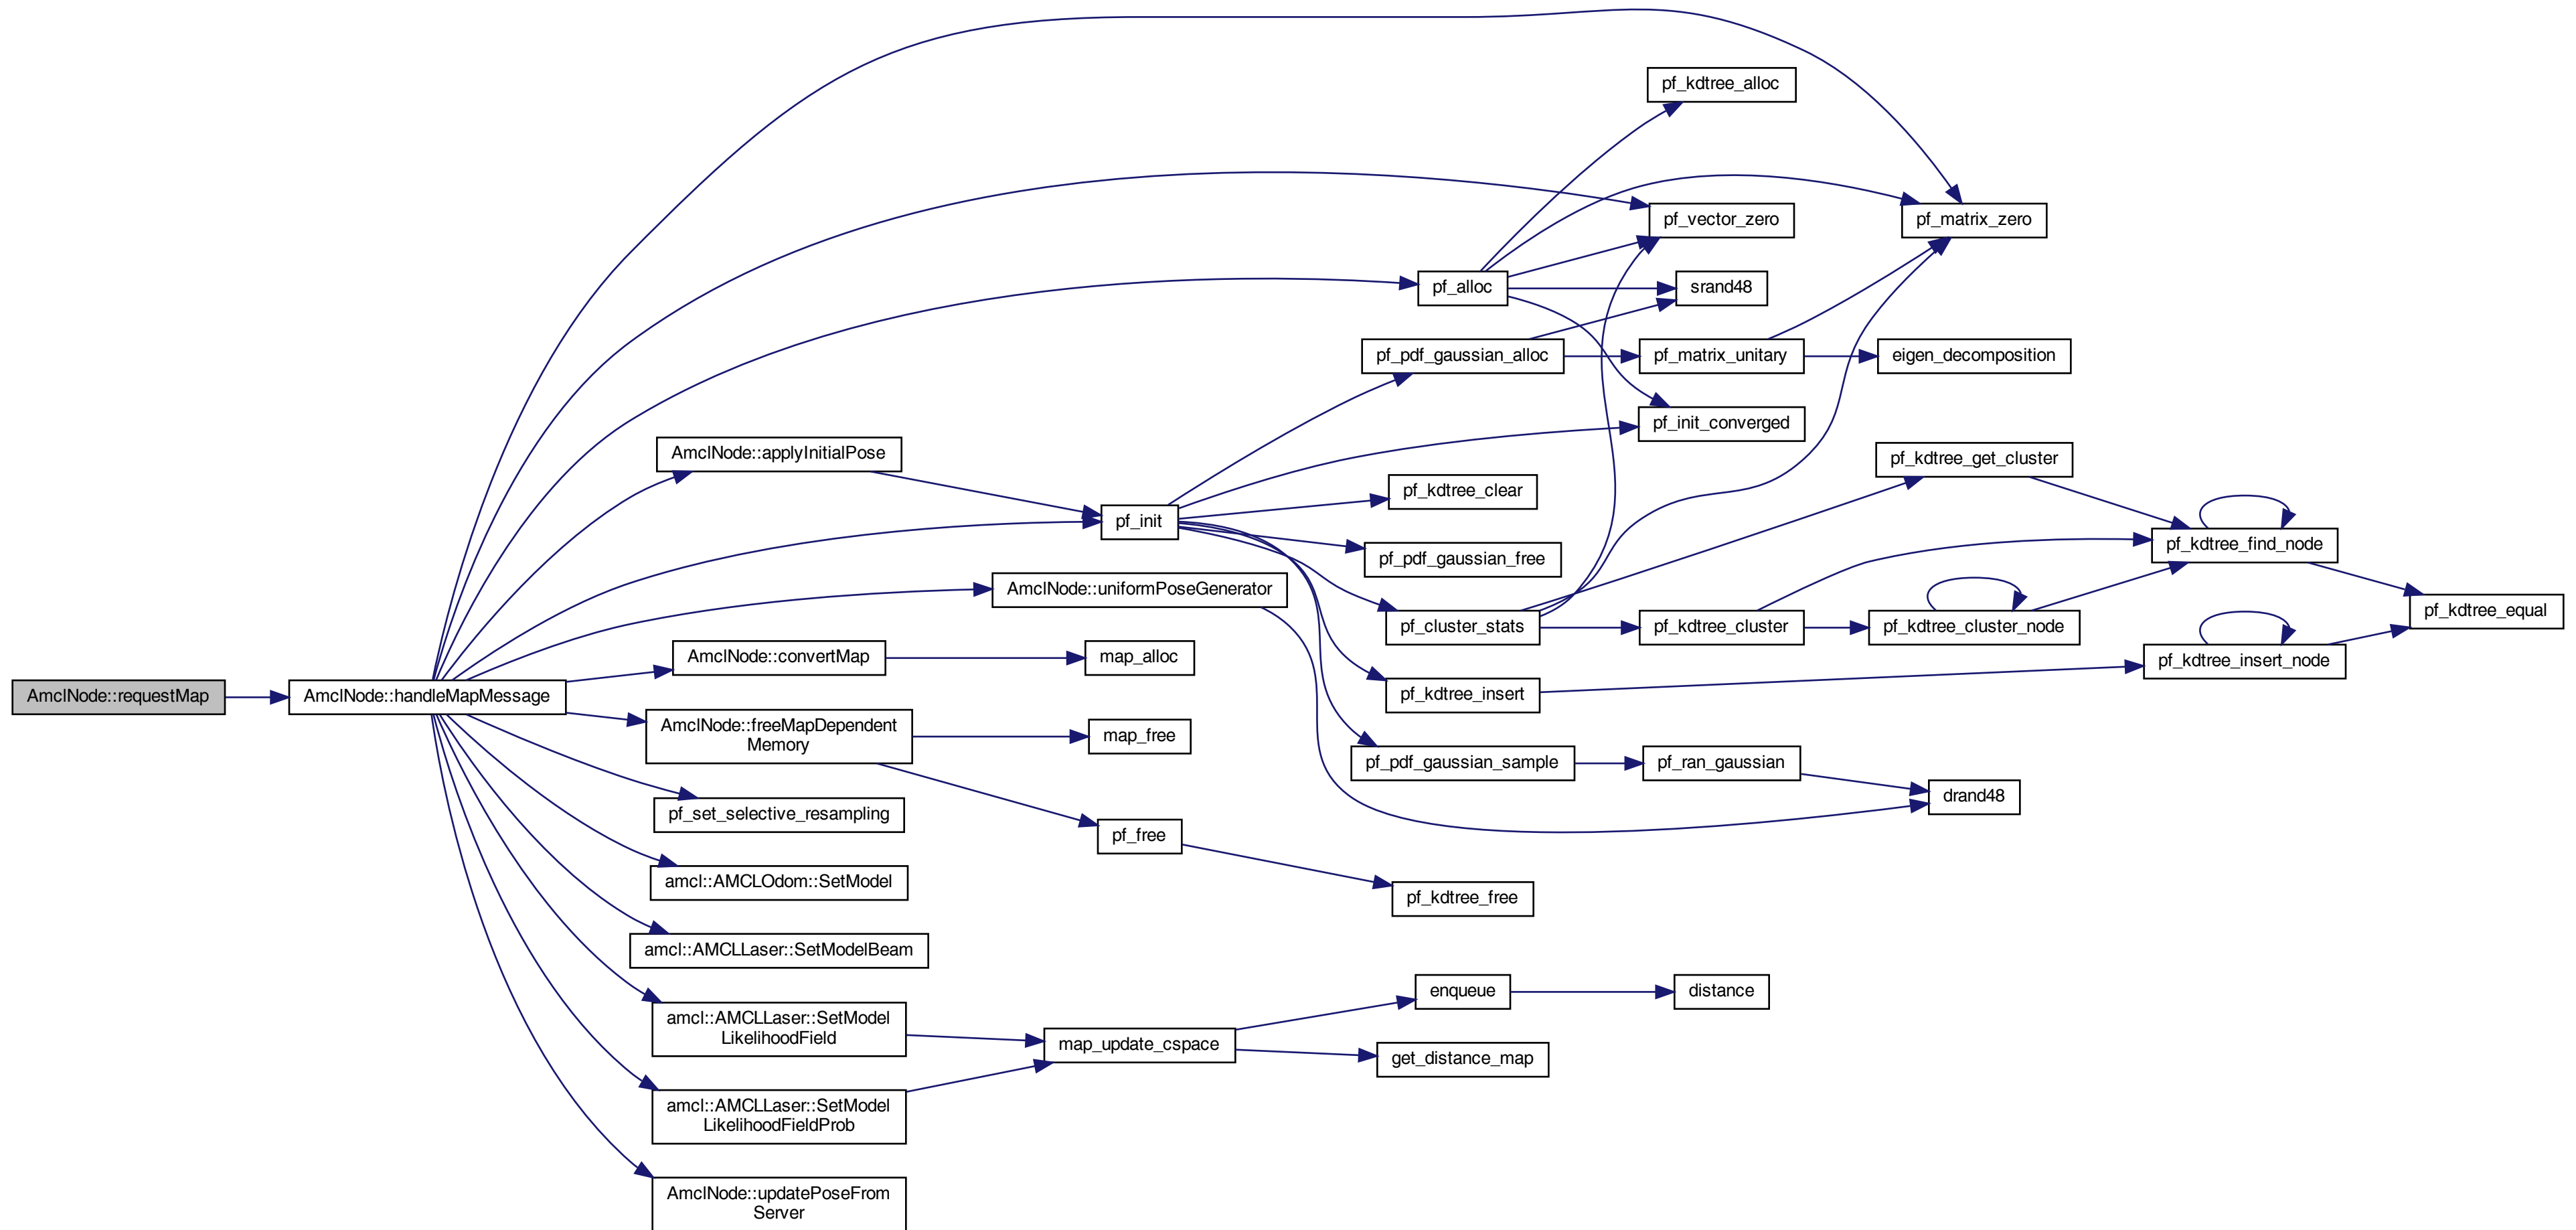 pf_kdtree_alloc
pf_vector_zero
pf_matrix_zero
pf_alloc
srand48
pf_pdf_gaussian_alloc
pf_matrix_unitary
eigen_decomposition
pf_init_converged
AmclNode::applyInitialPose
pf_kdtree_get_cluster
pf_kdtree_clear
pf_init
pf_kdtree_find_node
pf_pdf_gaussian_free
AmclNode::uniformPoseGenerator
pf_kdtree_equal
pf_cluster_stats
pf_kdtree_cluster
pf_kdtree_cluster_node
AmclNode::convertMap
map_alloc
pf_kdtree_insert_node
AmclNode::requestMap
AmclNode::handleMapMessage
pf_kdtree_insert
AmclNode::freeMapDependent
Memory
map_free
pf_pdf_gaussian_sample
pf_ran_gaussian
drand48
pf_set_selective_resampling
pf_free
amcl::AMCLOdom::SetModel
pf_kdtree_free
amcl::AMCLLaser::SetModelBeam
enqueue
distance
amcl::AMCLLaser::SetModel
LikelihoodField
map_update_cspace
get_distance_map
amcl::AMCLLaser::SetModel
LikelihoodFieldProb
AmclNode::updatePoseFrom
Server